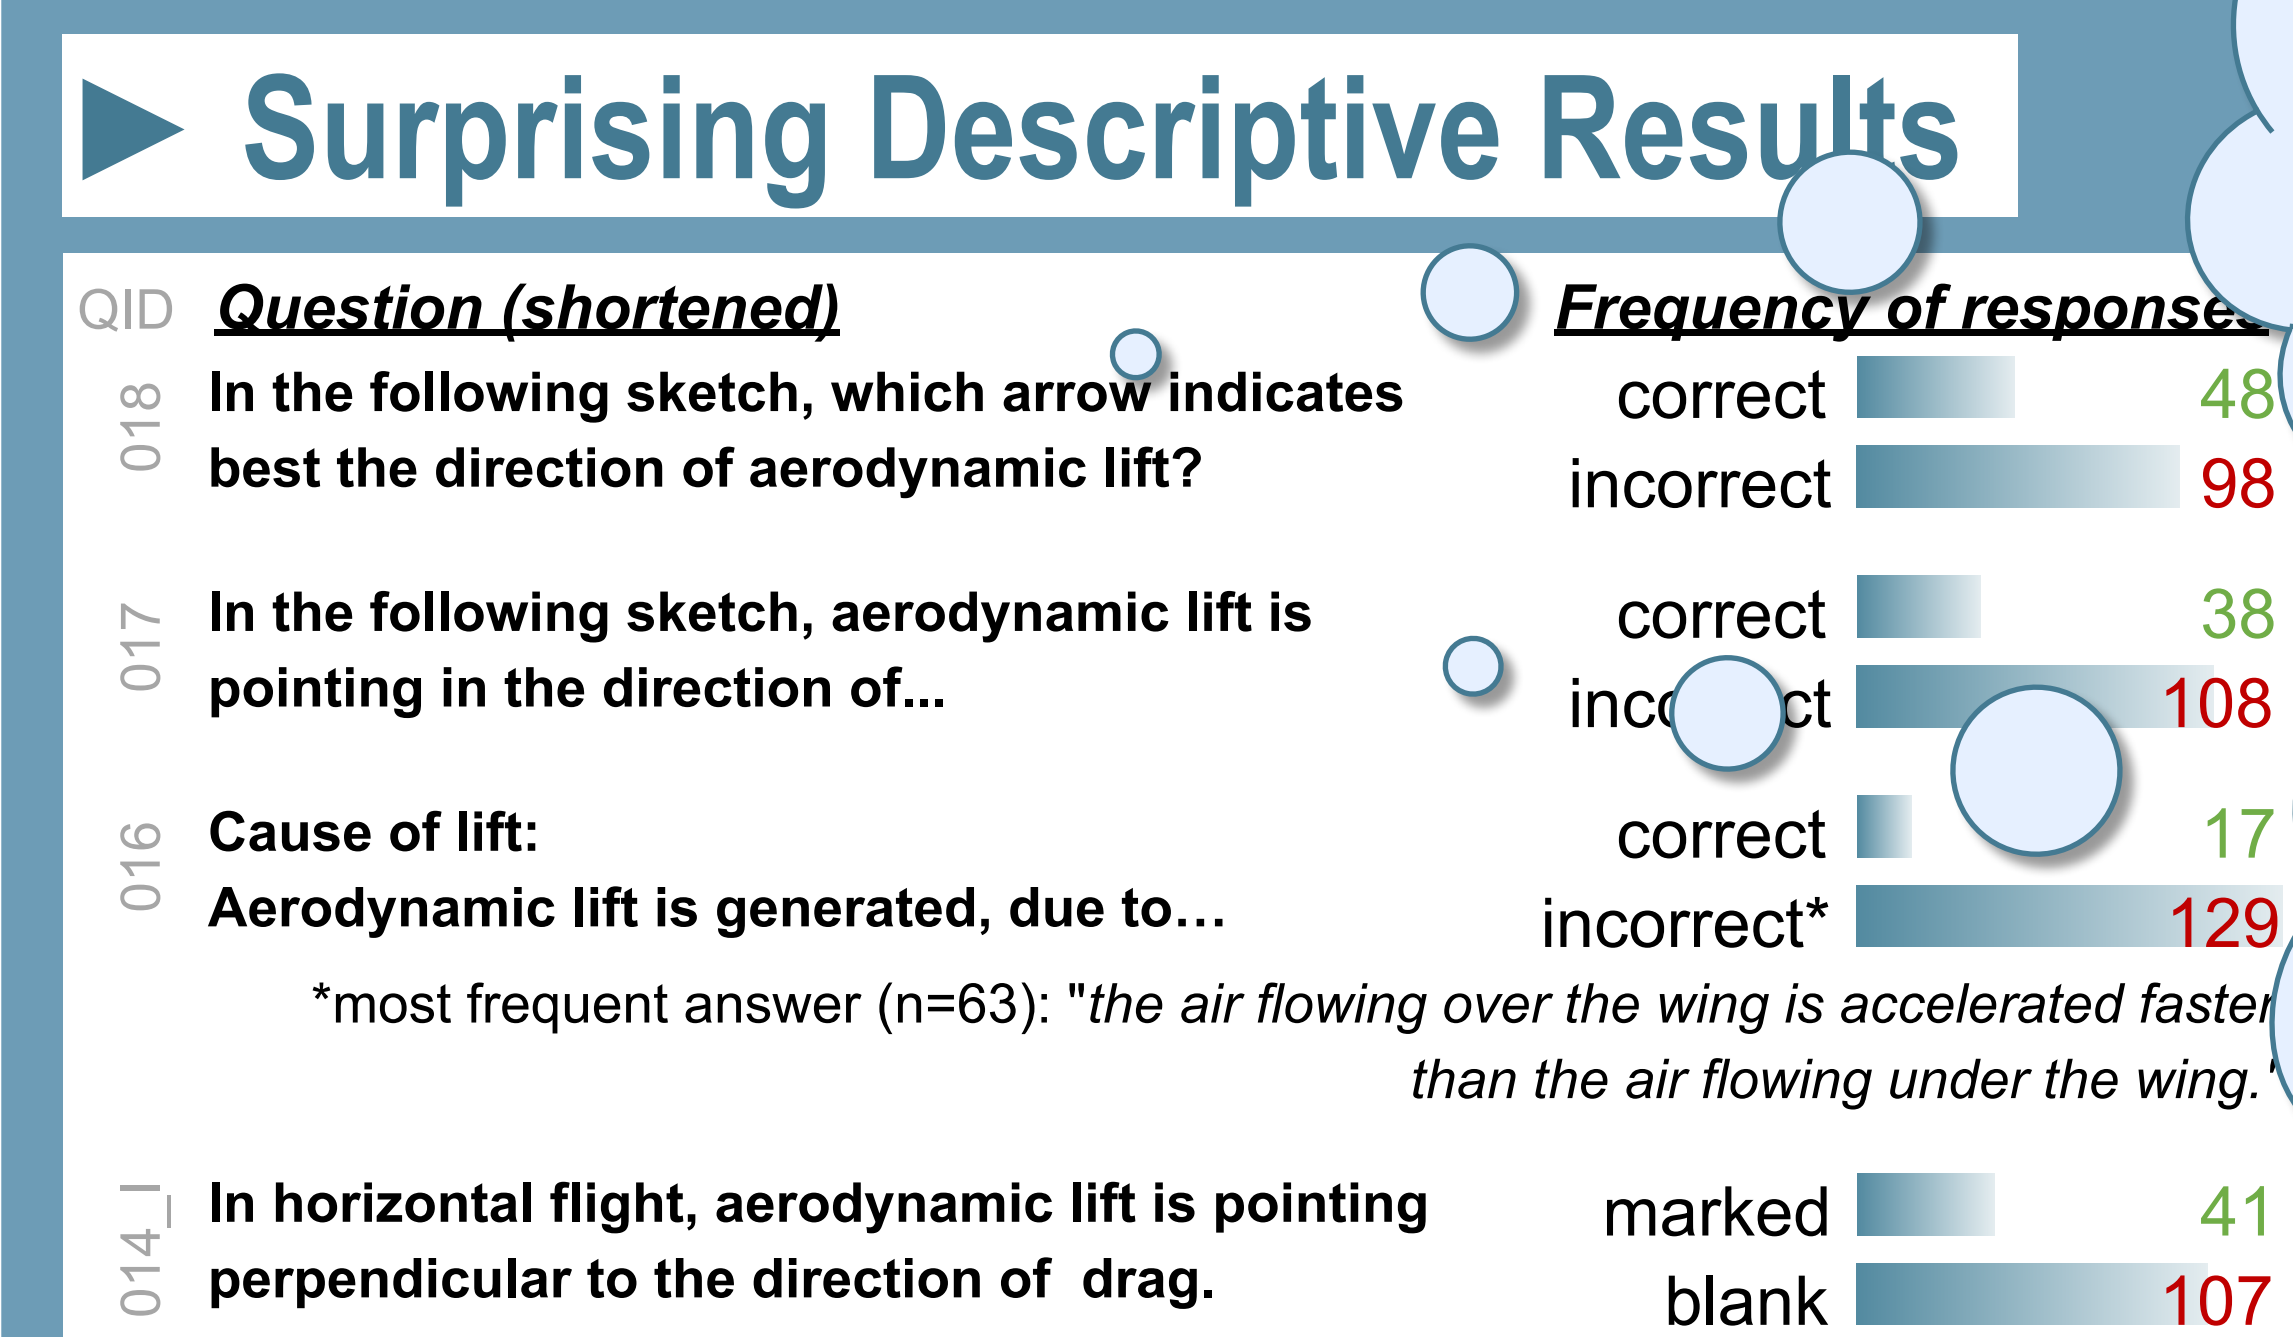 Surprising Descriptive Results
QID Question (shortened) Frequency of responses
018 In the following sketch, which arrow indicates correct 48
best the direction of aerodynamic lift? incorrect 98
017 In the following sketch, aerodynamic lift is correct 38
pointing in the direction of... incorrect 108
016 Cause of lift: correct 17
Aerodynamic lift is generated, due to… incorrect* 129
*most frequent answer (n=63): "the air flowing over the wing is accelerated faster
than the air flowing under the wing."
014_I In horizontal flight, aerodynamic lift is pointing marked 41
perpendicular to the direction of drag. blank 107